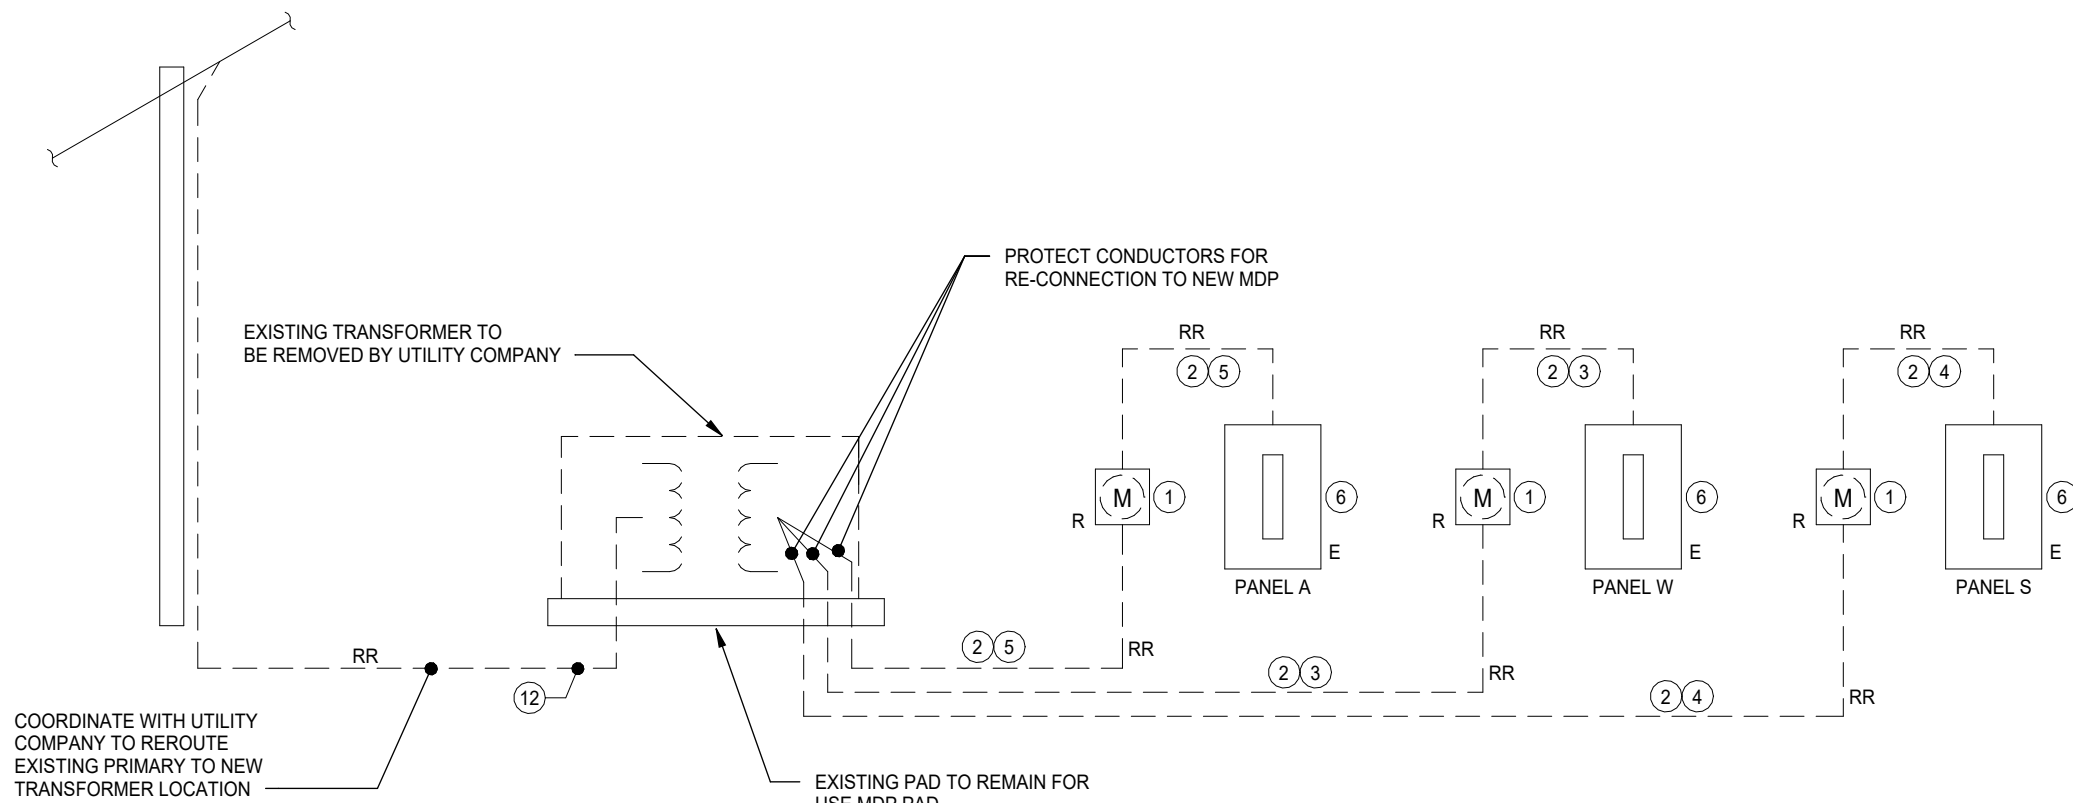 PROTECT CONDUCTORS FOR
RE-CONNECTION TO NEW MDP
EXISTING TRANSFORMER TO
BE REMOVED BY UTILITY COMPANY
RR
RR
RR
2 5
2 3
2 4
M 1
R
6
E
PANEL A
M 1
R
6
E
PANEL W
M 1
R
6
E
PANEL S
RR
12
2 5
RR
2 3
RR
2 4
RR
COORDINATE WITH UTILITY
COMPANY TO REROUTE
EXISTING PRIMARY TO NEW
TRANSFORMER LOCATION
EXISTING PAD TO REMAIN FOR
USE MDP PAD